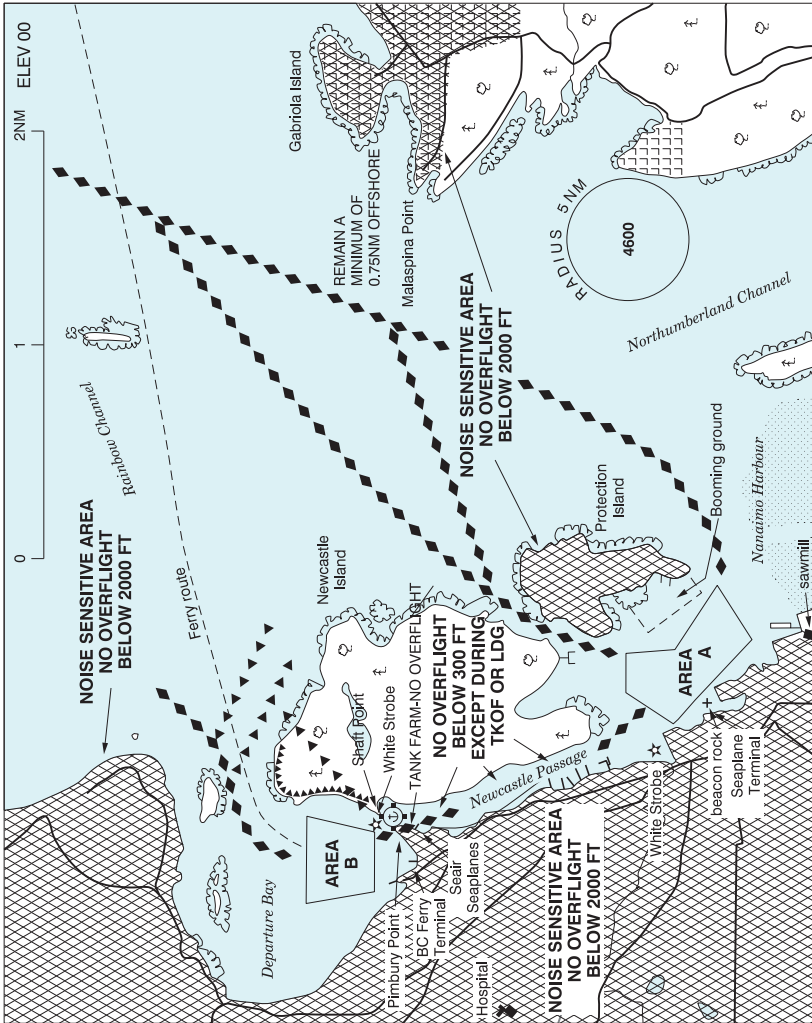 ELEV 00
2NM
1
0
Gabriola Island
REMAIN A
MINIMUM OF
0.75NM OFFSHORE
Malaspina Point
RADIUS 5 NM
4600
Northumberland Channel
Rainbow Channel
Ferry route
NOISE SENSITIVE AREA
NO OVERFLIGHT
BELOW 2000 FT
NOISE SENSITIVE AREA
NO OVERFLIGHT
BELOW 2000 FT
Newcastle
Island
Protection
Island
Booming ground
Nanaimo Harbour
sawmill
Shaft Point
White Strobe
TANK FARM-NO OVERFLIGHT
NO OVERFLIGHT
BELOW 300 FT
EXCEPT DURING
TKOF OR LDG
Newcastle Passage
AREA
A
AREA
B
Departure Bay
Pimbury Point
BC Ferry
Terminal
Seair
Seaplanes
Hospital
NOISE SENSITIVE AREA
NO OVERFLIGHT
BELOW 2000 FT
White Strobe
beacon rock
Seaplane
Terminal